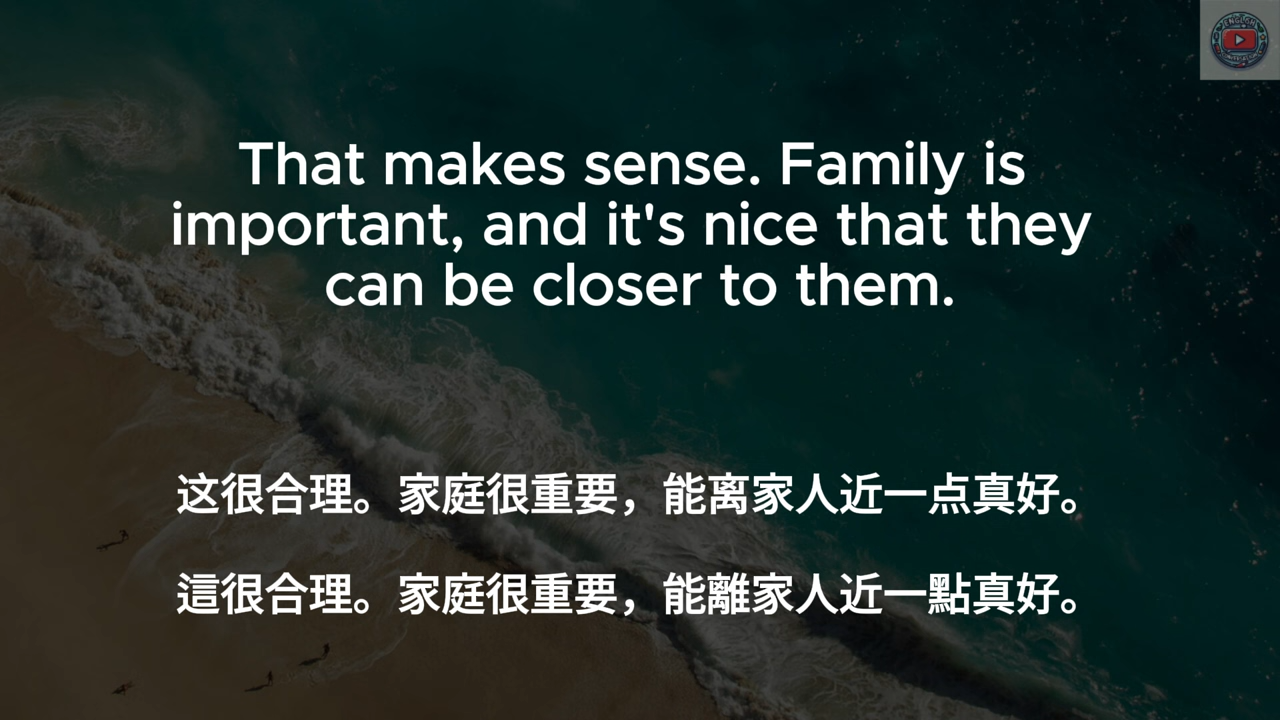 That makes sense. Family is
important, and it's nice that they
can be closer to them.
这很合理。家庭很重要，能离家人近一点真好。
這很合理。家庭很重要，能離家人近一點真好。